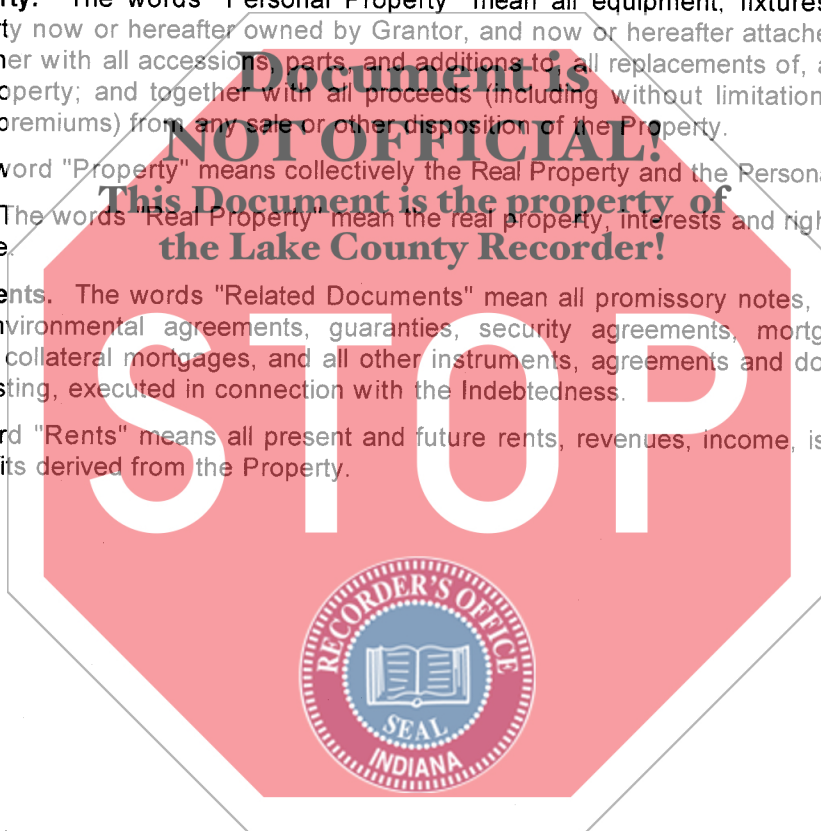 rty. The words "Personal Property" mean all equipment, fixtures
rty now or hereafter owned by Grantor, and now or hereafter attache
her with all accessions, parts, and additions to, all replacements of, a
operty; and together with all proceeds (including without limitation
premiums) from any sale or other disposition of the Property.
word "Property" means collectively the Real Property and the Persona
The words "Real Property" mean the real property, interests and righ
e.
ents. The words "Related Documents" mean all promissory notes,
nvironmental agreements, guaranties, security agreements, mortg
collateral mortgages, and all other instruments, agreements and do
sting, executed in connection with the Indebtedness.
rd "Rents" means all present and future rents, revenues, income, is
its derived from the Property.
Document is
NOT OFFICIAL!
This Document is the property of
the Lake County Recorder!
STOP
RECORDER'S OFFICE
SEAL
INDIANA